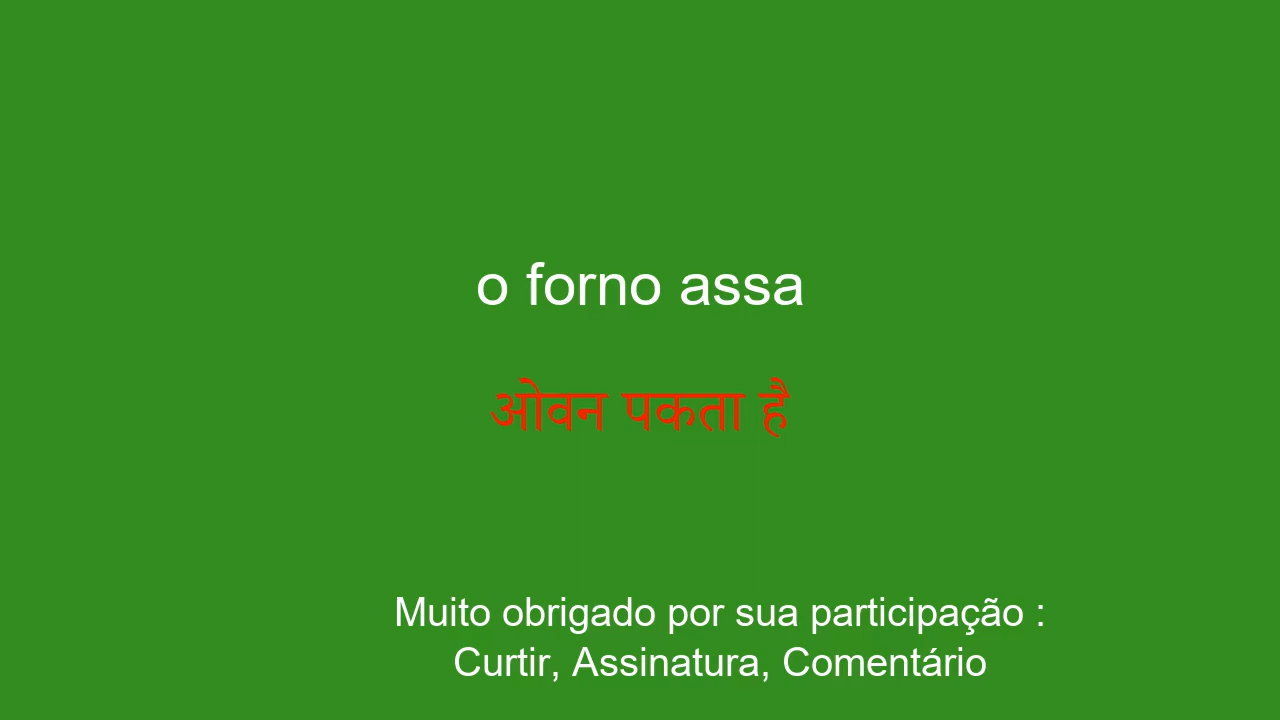 o forno assa
ओवन पकता है
Muito obrigado por sua participação :
Curtir, Assinatura, Comentário